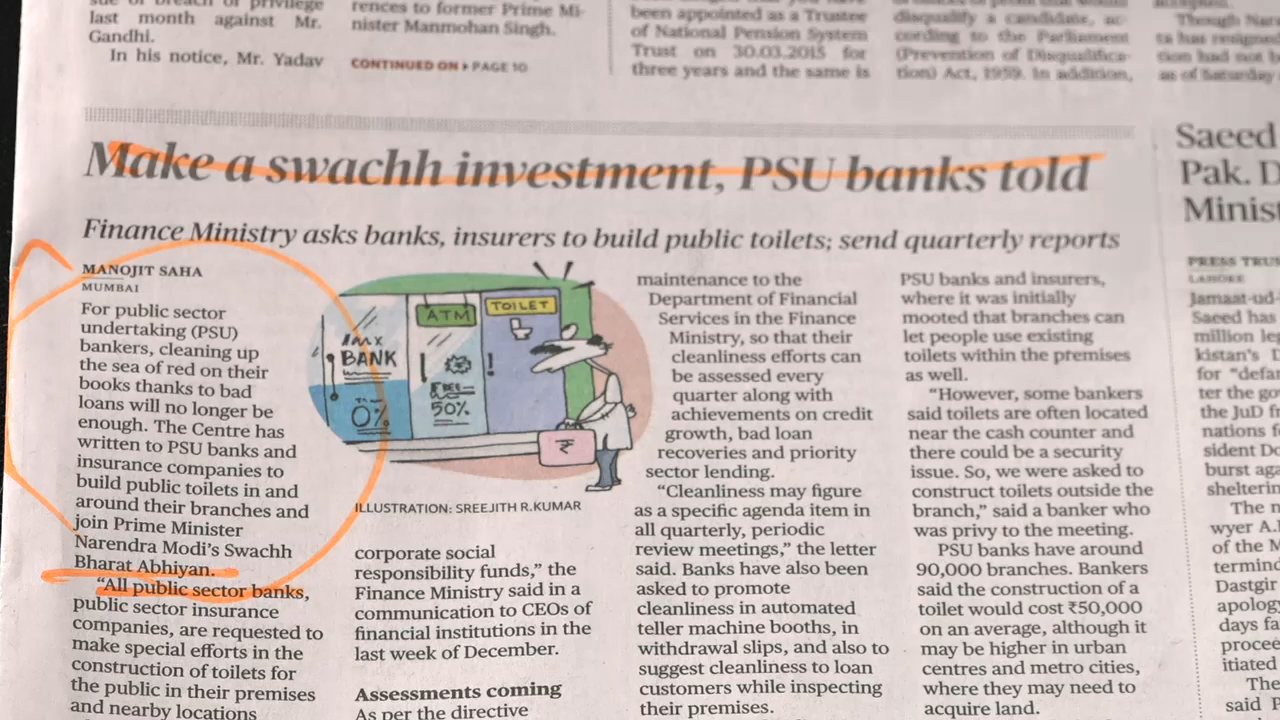 last month against Mr.
Gandhi.
In his notice, Mr. Yadav
rences to former Prime Mi-
nister Manmohan Singh.
CONTINUED ON ▸ PAGE 10
been appointed as a Trustee
of National Pension System
Trust on 30.03.2015 for
three years and the same is
disqualify a candidate, ac-
cording to the Parliament
(Prevention of Disqualifica-
tion) Act, 1959. In addition,
Make a swachh investment, PSU banks told
Finance Ministry asks banks, insurers to build public toilets; send quarterly reports
MANOJIT SAHA
MUMBAI
For public sector
undertaking (PSU)
bankers, cleaning up
the sea of red on their
books thanks to bad
loans will no longer be
enough. The Centre has
written to PSU banks and
insurance companies to
build public toilets in and
around their branches and
join Prime Minister
Narendra Modi's Swachh
Bharat Abhiyan.
“All public sector banks,
public sector insurance
companies, are requested to
make special efforts in the
construction of toilets for
the public in their premises
and nearby locations
BANK
0%
ATM
50%
TOILET
₹
ILLUSTRATION: SREEJITH R.KUMAR
corporate social
responsibility funds,” the
Finance Ministry said in a
communication to CEOs of
financial institutions in the
last week of December.
Assessments coming
As per the directive
maintenance to the
Department of Financial
Services in the Finance
Ministry, so that their
cleanliness efforts can
be assessed every
quarter along with
achievements on credit
growth, bad loan
recoveries and priority
sector lending.
“Cleanliness may figure
as a specific agenda item in
all quarterly, periodic
review meetings,” the letter
said. Banks have also been
asked to promote
cleanliness in automated
teller machine booths, in
withdrawal slips, and also to
suggest cleanliness to loan
customers while inspecting
their premises.
PSU banks and insurers,
where it was initially
mooted that branches can
let people use existing
toilets within the premises
as well.
“However, some bankers
said toilets are often located
near the cash counter and
there could be a security
issue. So, we were asked to
construct toilets outside the
branch,” said a banker who
was privy to the meeting.
PSU banks have around
90,000 branches. Bankers
said the construction of a
toilet would cost ₹50,000
on an average, although it
may be higher in urban
centres and metro cities,
where they may need to
acquire land.
Saeed
Pak. D
Minis
PRESS TRU
LAHORE
Jamaat-ud
Saeed has
million le
kistan's D
for “defa
ter the go
the JuD f
nations f
sident Do
burst aga
shelterin
The n
wyer A.
of the M
termind
Dastgir
apolog
days fa
procee
itiated
The
said P